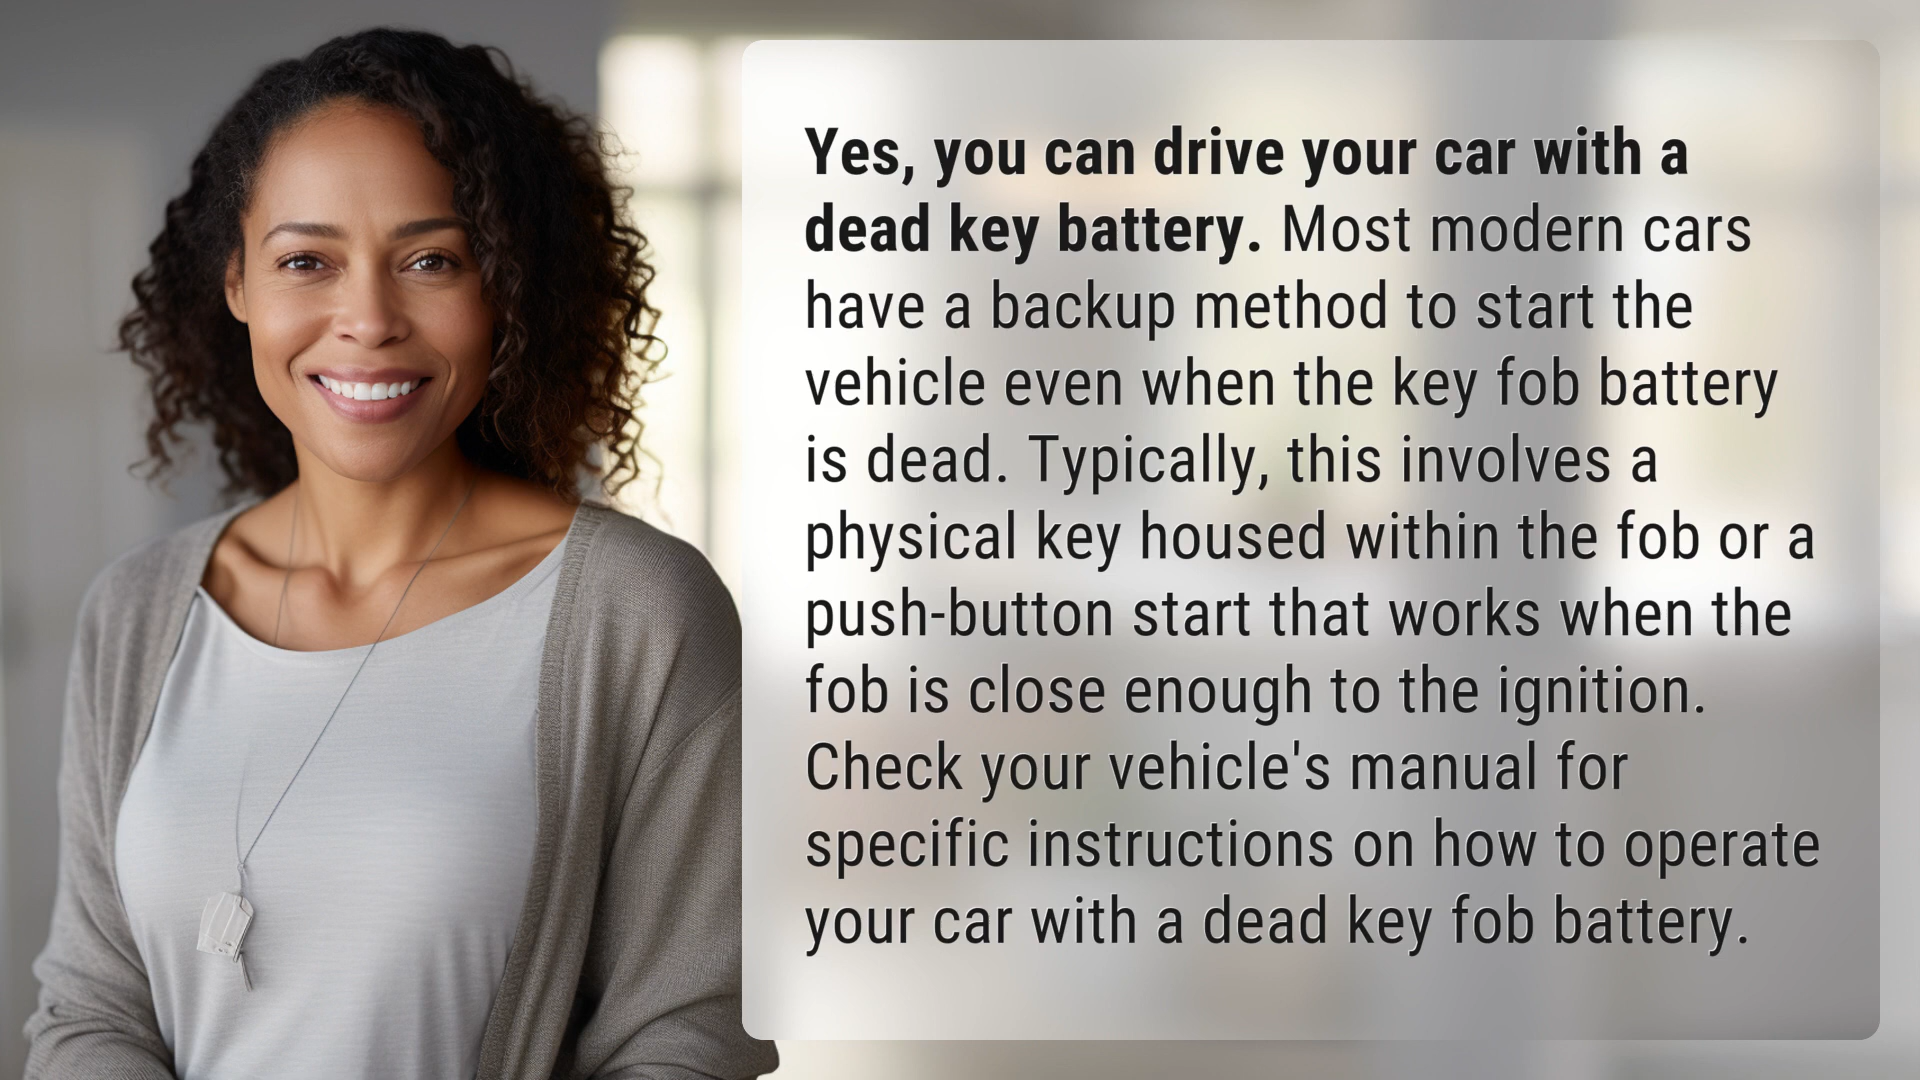 Yes, you can drive your car with a
dead key battery. Most modern cars
have a backup method to start the
vehicle even when the key fob battery
is dead. Typically, this involves a
physical key housed within the fob or a
push-button start that works when the
fob is close enough to the ignition.
Check your vehicle's manual for
specific instructions on how to operate
your car with a dead key fob battery.